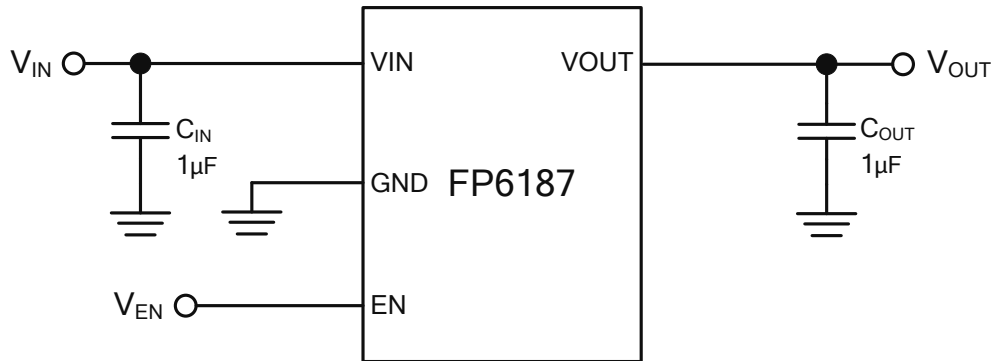 VIN
VIN
VOUT
VOUT
CIN
1µF
COUT
1µF
GND
FP6187
VEN
EN